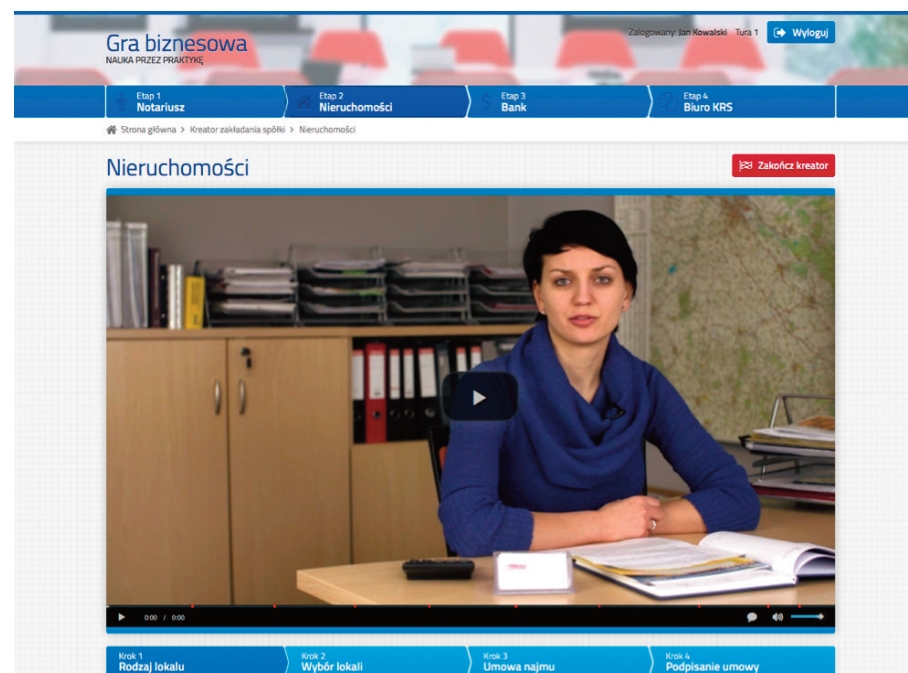 Gra biznesowa
NAUKA PRZEZ PRAKTYKĘ
Zalogowany: Jan Kowalski Tura 1
Wyloguj
Etap 1
Notariusz
Etap 2
Nieruchomości
Etap 3
Bank
Etap 4
Biuro KRS
Strona główna > Kreator zakładania spółki > Nieruchomości
Nieruchomości
Zakończ kreator
0:00 / 0:00
Krok 1
Rodzaj lokalu
Krok 2
Wybór lokali
Krok 3
Umowa najmu
Krok 4
Podpisanie umowy